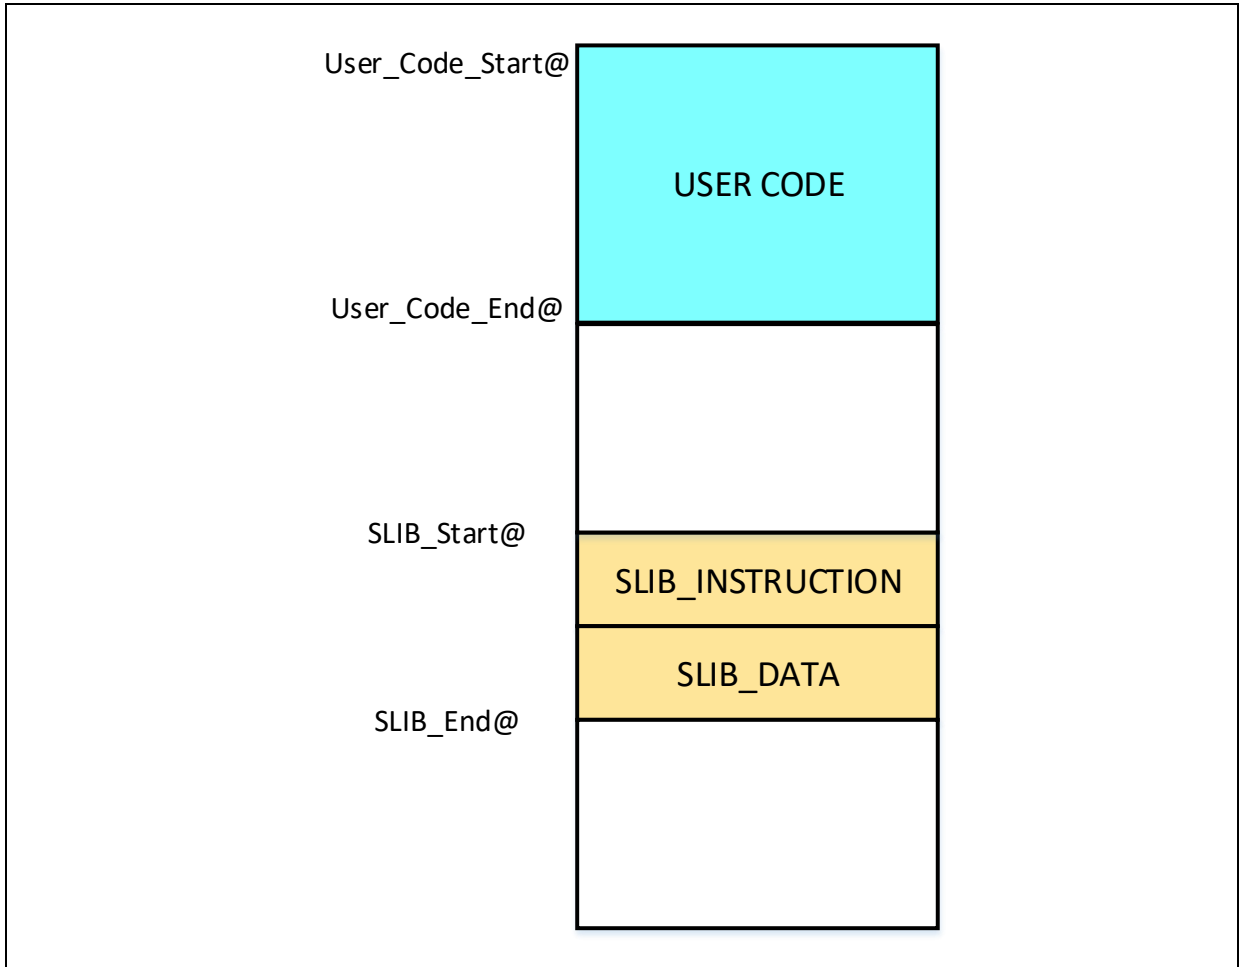 User_Code_Start@
USER CODE
User_Code_End@
SLIB_Start@
SLIB_INSTRUCTION
SLIB_DATA
SLIB_End@